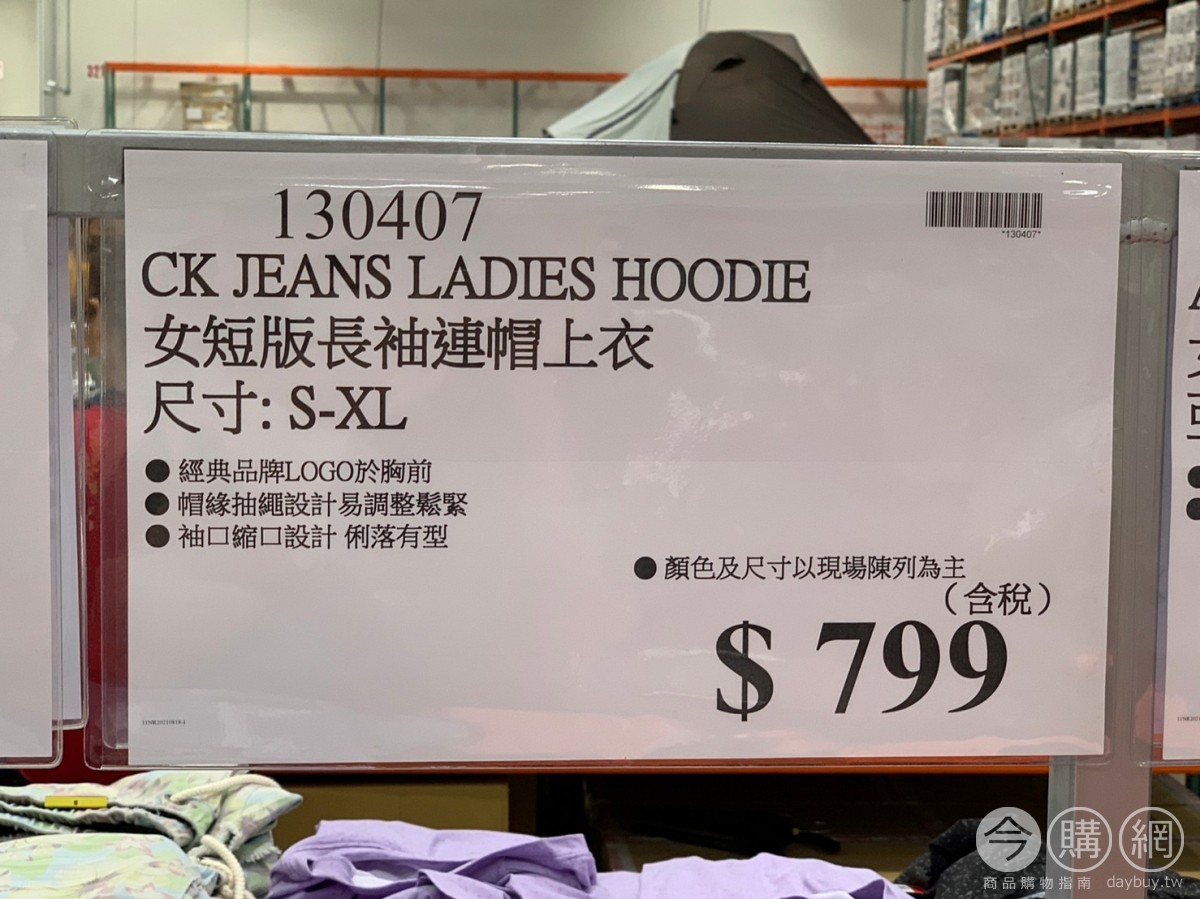 130407
*130407*
CK JEANS LADIES HOODIE
女短版長袖連帽上衣
尺寸: S-XL
● 經典品牌LOGO於胸前
● 帽緣抽繩設計易調整鬆緊
● 袖口縮口設計 俐落有型
● 顏色及尺寸以現場陳列為主
（含稅）
$ 799
今購網
商品購物指南 daybuy.tw